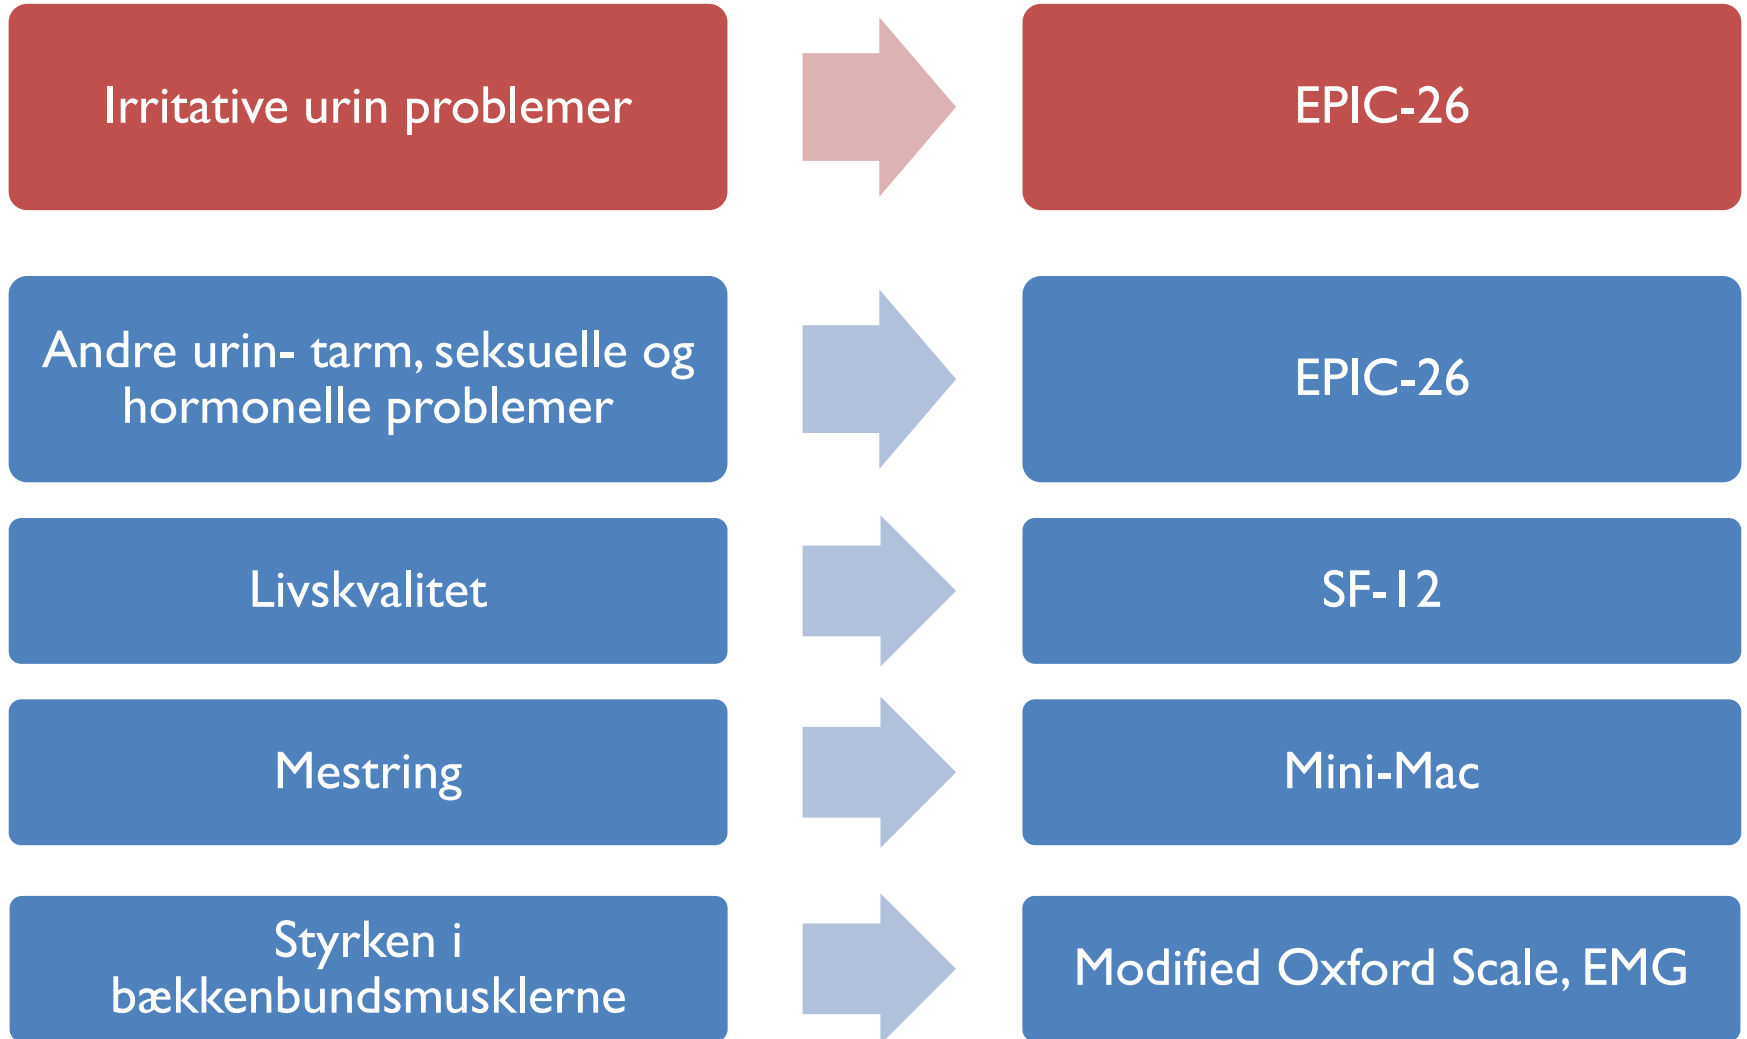 Irritative urin problemer
EPIC-26
Andre urin- tarm, seksuelle og
hormonelle problemer
EPIC-26
Livskvalitet
SF-12
Mestring
Mini-Mac
Styrken i
bækkenbundsmusklerne
Modified Oxford Scale, EMG